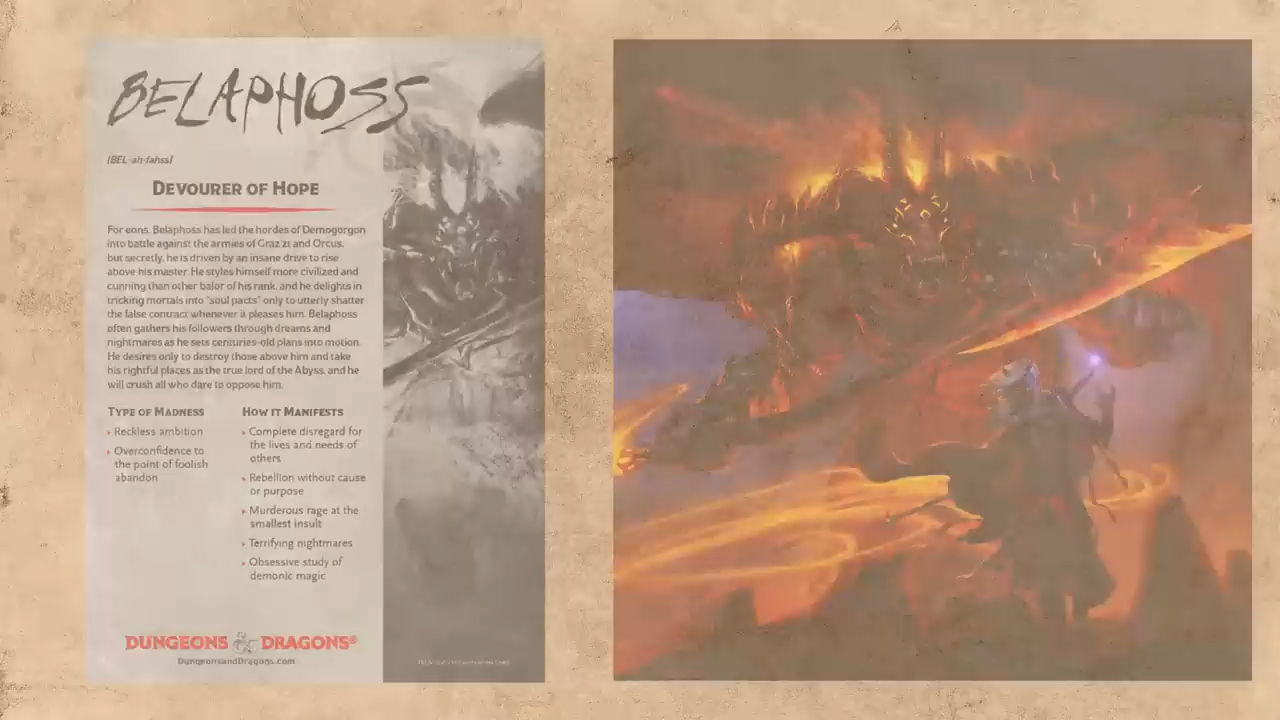 BELAPHOSS
(BEL-ah-fahss)
DEVOURER OF HOPE
For eons, Belaphoss has led the hordes of Demogorgon
into battle against the armies of Graz'zt and Orcus,
but secretly, he is driven by an insane drive to rise
above his master. He styles himself more civilized and
cunning than other balor of his rank, and he delights in
tricking mortals into "soul pacts" only to utterly shatter
the false contract whenever it pleases him. Belaphoss
often gathers his followers through dreams and
nightmares as he sets centuries-old plans into motion.
He desires only to destroy those above him and take
his rightful places as the true lord of the Abyss, and he
will crush all who dare to oppose him.
TYPE OF MADNESS
Reckless ambition
Overconfidence to
the point of foolish
abandon
HOW IT MANIFESTS
Complete disregard for
the lives and needs of
others
Rebellion without cause
or purpose
Murderous rage at the
smallest insult
Terrifying nightmares
Obsessive study of
demonic magic
DUNGEONS & DRAGONS®
DungeonsandDragons.com